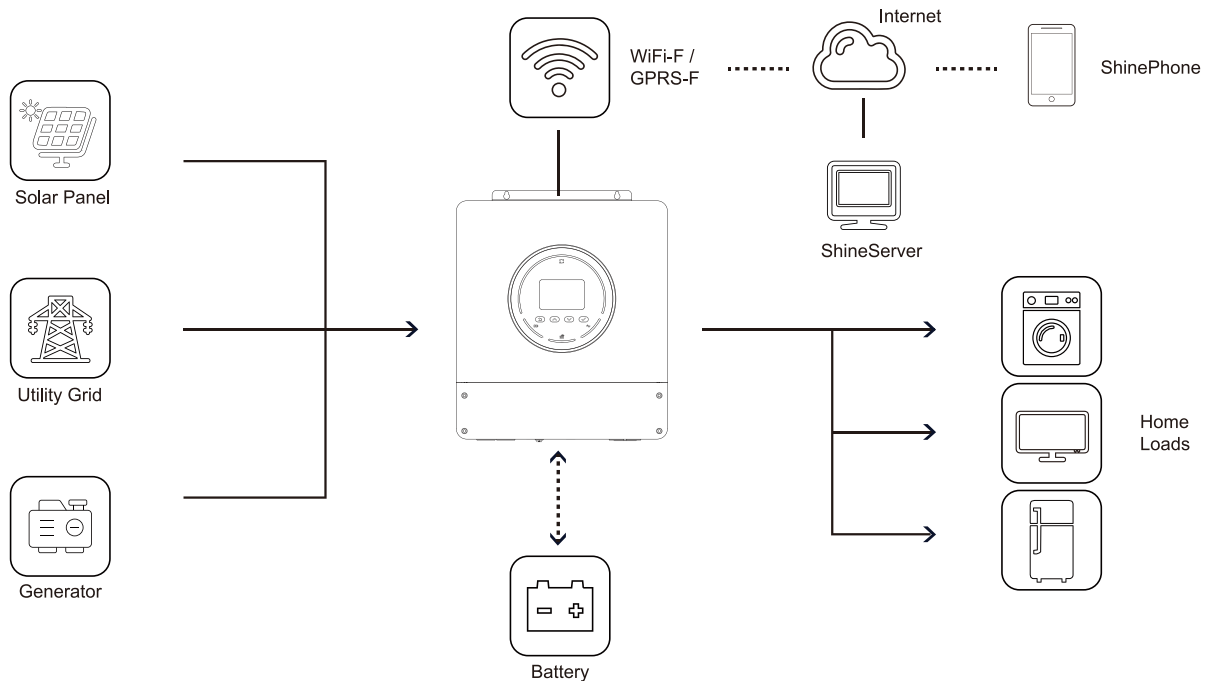 Internet
WiFi-F /
GPRS-F
ShinePhone
Solar Panel
ShineServer
Utility Grid
Home
Loads
Generator
Battery